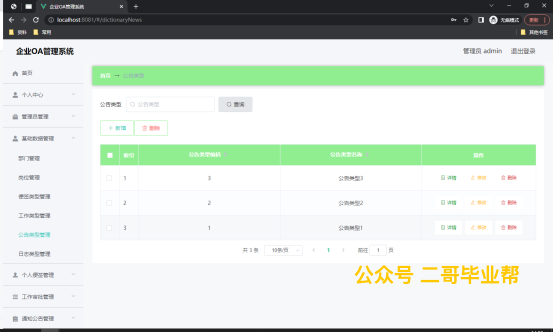 企业OA管理系统
localhost:8081/#/dictionaryNews
无痕模式
更新
资料
常用
其他书签
企业OA管理系统
管理员 admin
退出登录
首页
个人中心
管理员管理
基础数据管理
部门管理
岗位管理
便签类型管理
工作类型管理
公告类型管理
日志类型管理
个人便签管理
工作审批管理
通知公告管理
首页
公告类型
公告类型
公告类型
查询
新增
删除
索引 公告类型编码 公告类型名称 操作
1 3 公告类型3 详情 修改 删除
2 2 公告类型2 详情 修改 删除
3 1 公告类型1 详情 修改 删除
共 3 条 10条/页 1 前往 1 页
公众号 二哥毕业帮